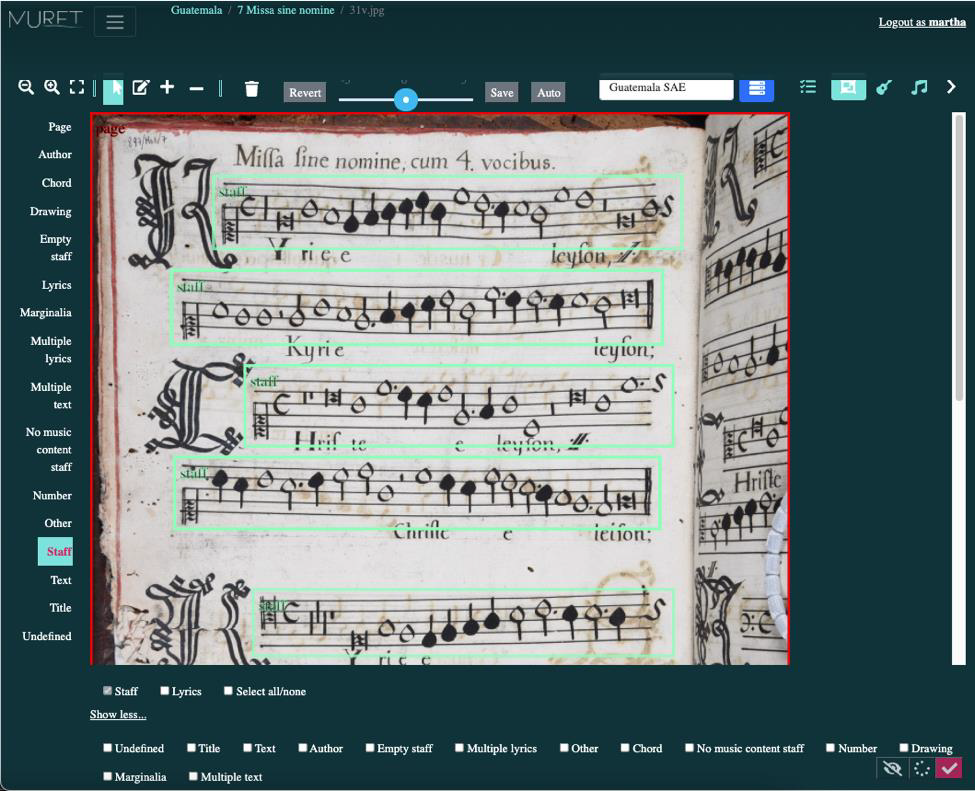 MURET
Guatemala / 7 Missa sine nomine / 31v.jpg
Logout as martha
Revert
Save
Auto
Guatemala SAE
Page
Author
Chord
Drawing
Empty
staff
Lyrics
Marginalia
Multiple
lyrics
Multiple
text
No music
content
staff
Number
Other
Staff
Text
Title
Undefined
page
Missa sine nomine, cum 4. vocibus.
staff
K
Y rie e leyson, ij.
staff
Kyrie leyson;
staff
C
Hris te e leyson, ij.
staff
Christe e leison;
staff
K
Y rie e
Hriste
Staff Lyrics Select all/none
Show less...
Undefined Title Text Author Empty staff Multiple lyrics Other Chord No music content staff Number Drawing
Marginalia Multiple text